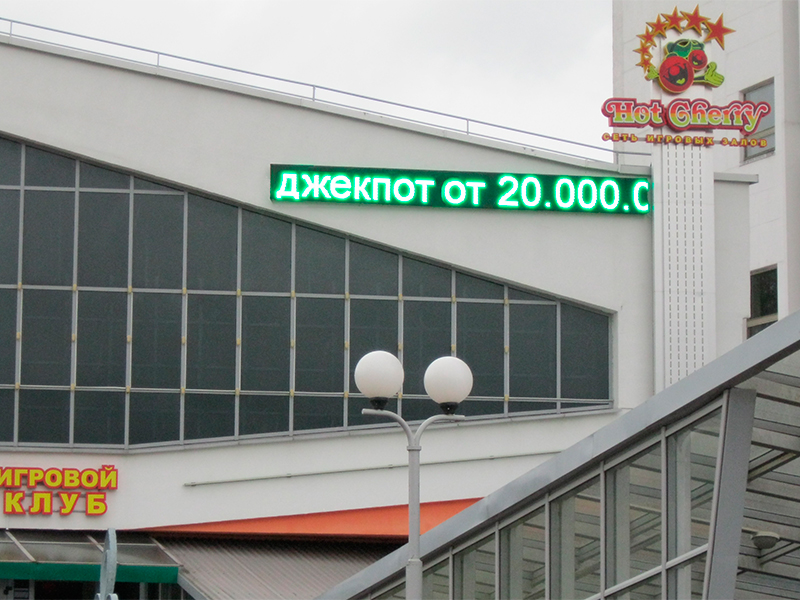 Hot Cherry
СЕТЬ ИГРОВЫХ ЗАЛОВ
джекпот от 20.000.0
ИГРОВОЙ
КЛУБ